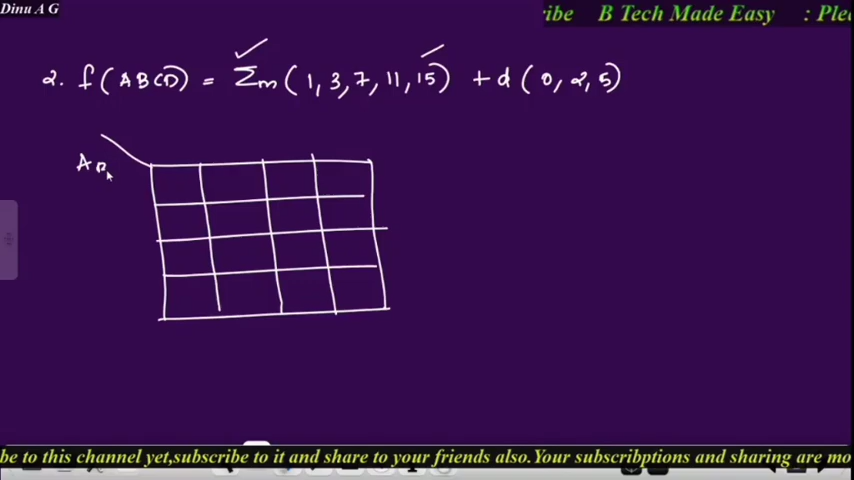 Dinu A G
ribe B Tech Made Easy : Ple
2. f(ABCD) = Σm(1,3,7,11,15) + d(0,2,5)
AB
be to this channel yet,subscribe to it and share to your friends also.Your subscribptions and sharing are mo